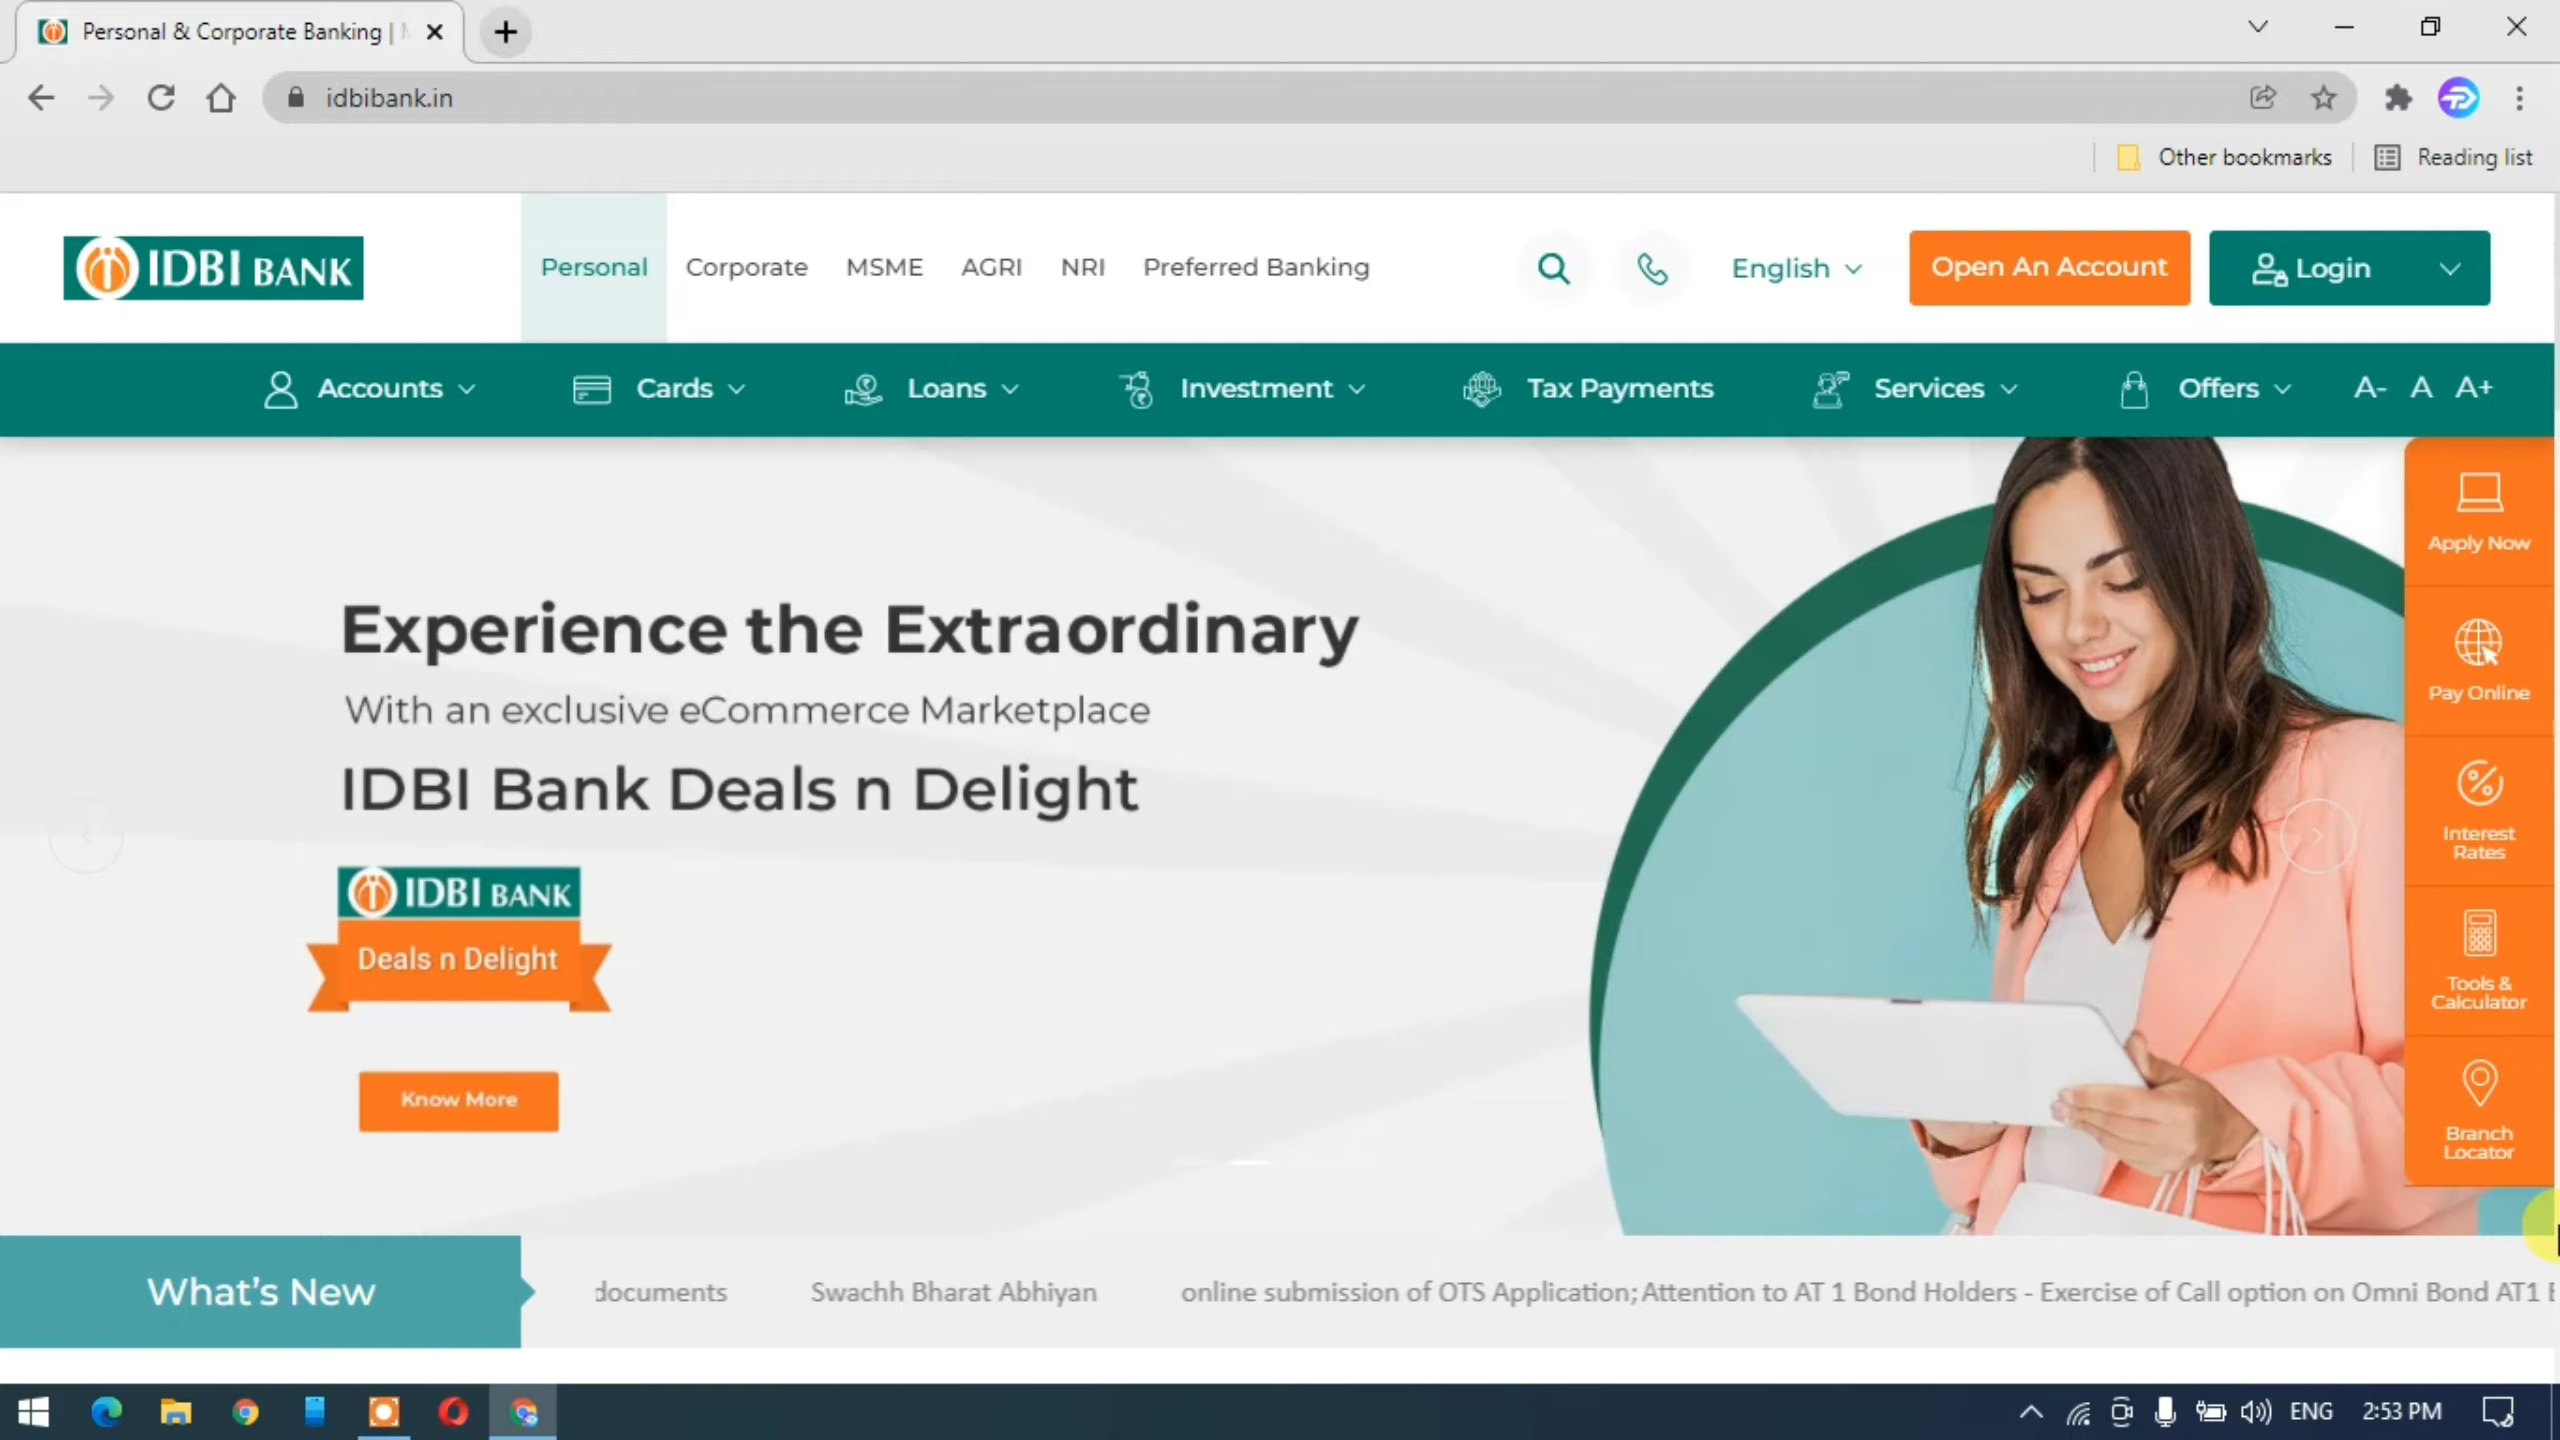 Personal & Corporate Banking |
idbibank.in
Other bookmarks
Reading list
IDBI BANK
Personal Corporate MSME AGRI NRI Preferred Banking
English
Open An Account
Login
Accounts Cards Loans Investment Tax Payments Services Offers A- A A+
Experience the Extraordinary
With an exclusive eCommerce Marketplace
IDBI Bank Deals n Delight
IDBI BANK
Deals n Delight
Know More
Apply Now
Pay Online
Interest
Rates
Tools &
Calculator
Branch
Locator
What's New
documents Swachh Bharat Abhiyan online submission of OTS Application; Attention to AT 1 Bond Holders - Exercise of Call option on Omni Bond AT1
ENG 2:53 PM